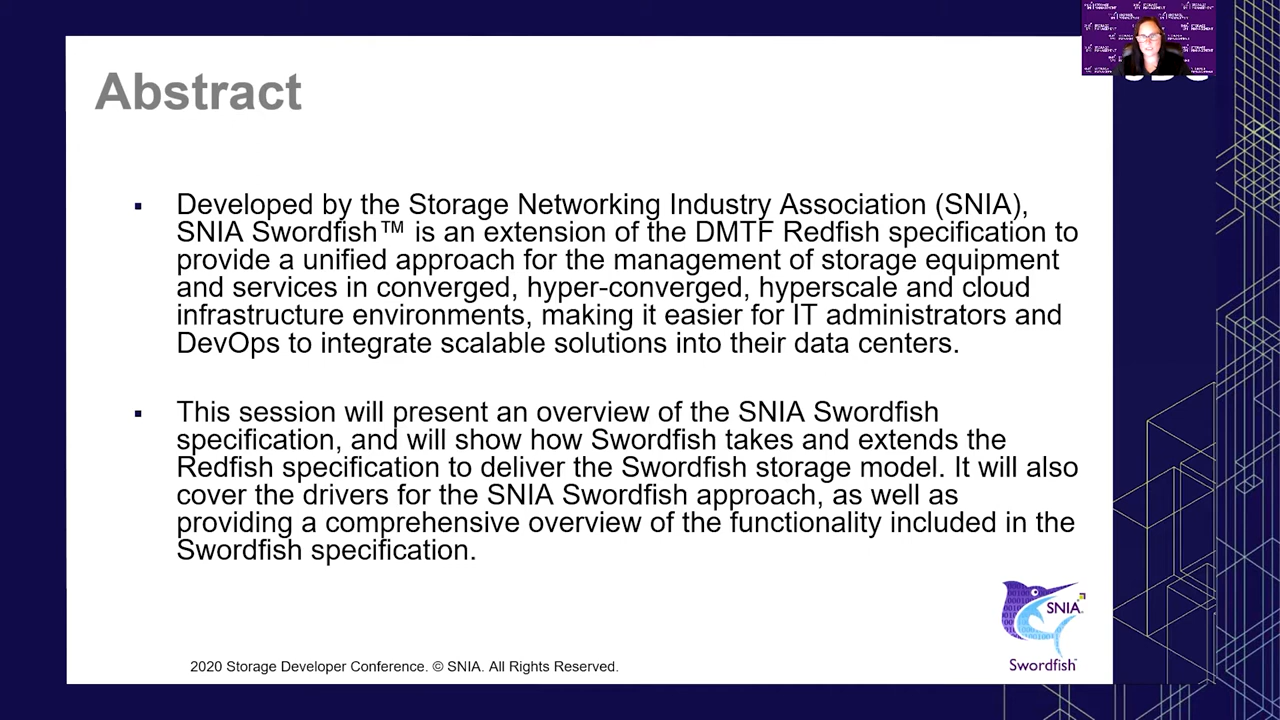 Abstract
▪ Developed by the Storage Networking Industry Association (SNIA),
SNIA Swordfish™ is an extension of the DMTF Redfish specification to
provide a unified approach for the management of storage equipment
and services in converged, hyper-converged, hyperscale and cloud
infrastructure environments, making it easier for IT administrators and
DevOps to integrate scalable solutions into their data centers.
▪ This session will present an overview of the SNIA Swordfish
specification, and will show how Swordfish takes and extends the
Redfish specification to deliver the Swordfish storage model. It will also
cover the drivers for the SNIA Swordfish approach, as well as
providing a comprehensive overview of the functionality included in the
Swordfish specification.
SNIA
Swordfish
2020 Storage Developer Conference. © SNIA. All Rights Reserved.